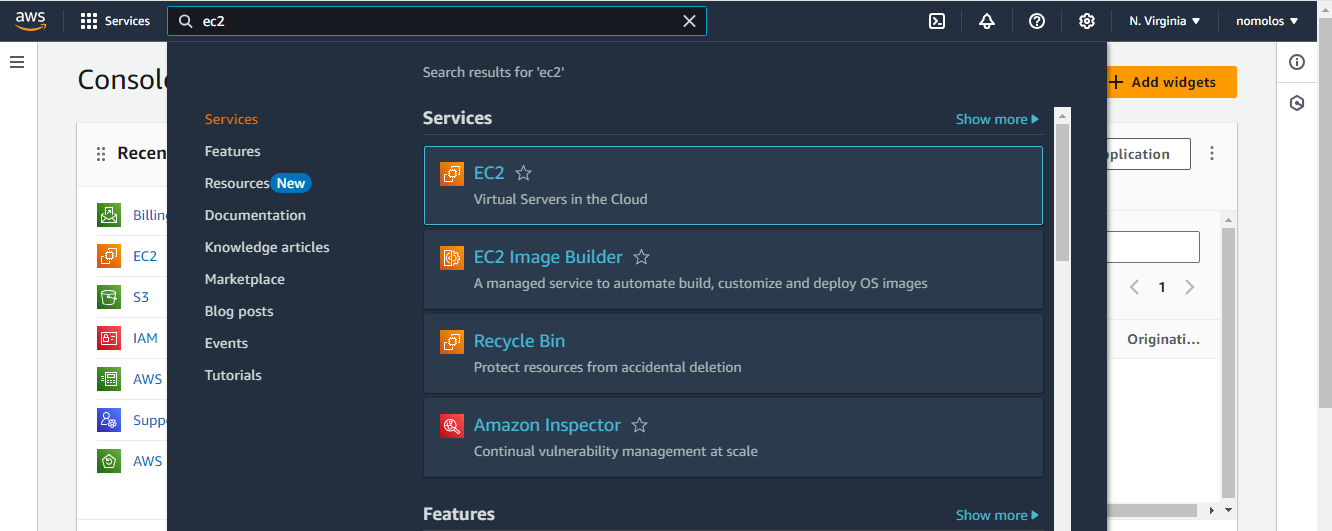 aws
Services
ec2
N. Virginia
nomolos
Search results for 'ec2'
Add widgets
Services
Features
Resources New
Documentation
Knowledge articles
Marketplace
Blog posts
Events
Tutorials
Services
Show more
EC2
Virtual Servers in the Cloud
EC2 Image Builder
A managed service to automate build, customize and deploy OS images
Recycle Bin
Protect resources from accidental deletion
Amazon Inspector
Continual vulnerability management at scale
Features
Show more
Consol
Recen
Billin
EC2
S3
IAM
AWS
Supp
AWS
pplication
1
Originati...